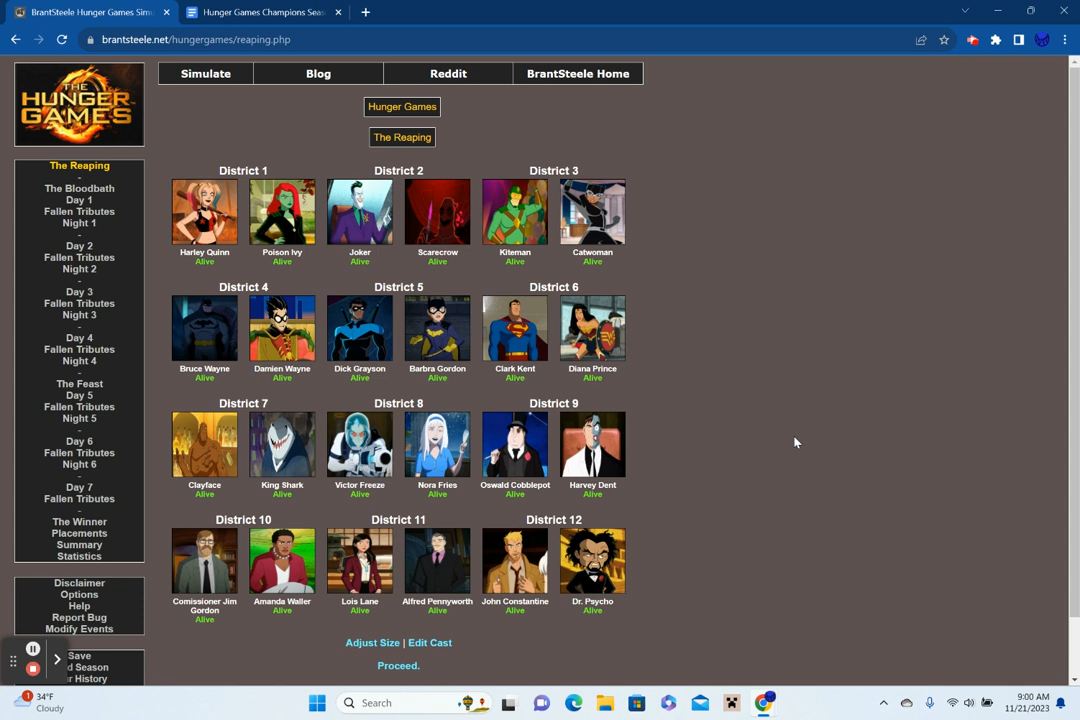 BrantSteele Hunger Games Simu
Hunger Games Champions Seas
brantsteele.net/hungergames/reaping.php
THE
HUNGER
GAMES
Simulate
Blog
Reddit
BrantSteele Home
Hunger Games
The Reaping
The Reaping
-
The Bloodbath
Day 1
Fallen Tributes
Night 1
-
Day 2
Fallen Tributes
Night 2
-
Day 3
Fallen Tributes
Night 3
-
Day 4
Fallen Tributes
Night 4
-
The Feast
Day 5
Fallen Tributes
Night 5
-
Day 6
Fallen Tributes
Night 6
-
Day 7
Fallen Tributes
-
The Winner
Placements
Summary
Statistics
Disclaimer
Options
Help
Report Bug
Modify Events
Save
d Season
ur History
District 1 District 2 District 3
Harley Quinn Poison Ivy Joker Scarecrow Kiteman Catwoman
Alive Alive Alive Alive Alive Alive
District 4 District 5 District 6
Bruce Wayne Damien Wayne Dick Grayson Barbra Gordon Clark Kent Diana Prince
Alive Alive Alive Alive Alive Alive
District 7 District 8 District 9
Clayface King Shark Victor Freeze Nora Fries Oswald Cobblepot Harvey Dent
Alive Alive Alive Alive Alive Alive
District 10 District 11 District 12
Comissioner Jim Gordon Amanda Waller Lois Lane Alfred Pennyworth John Constantine Dr. Psycho
Alive Alive Alive Alive Alive Alive
Adjust Size | Edit Cast
Proceed.
1
34°F
Cloudy
Search
9:00 AM
11/21/2023